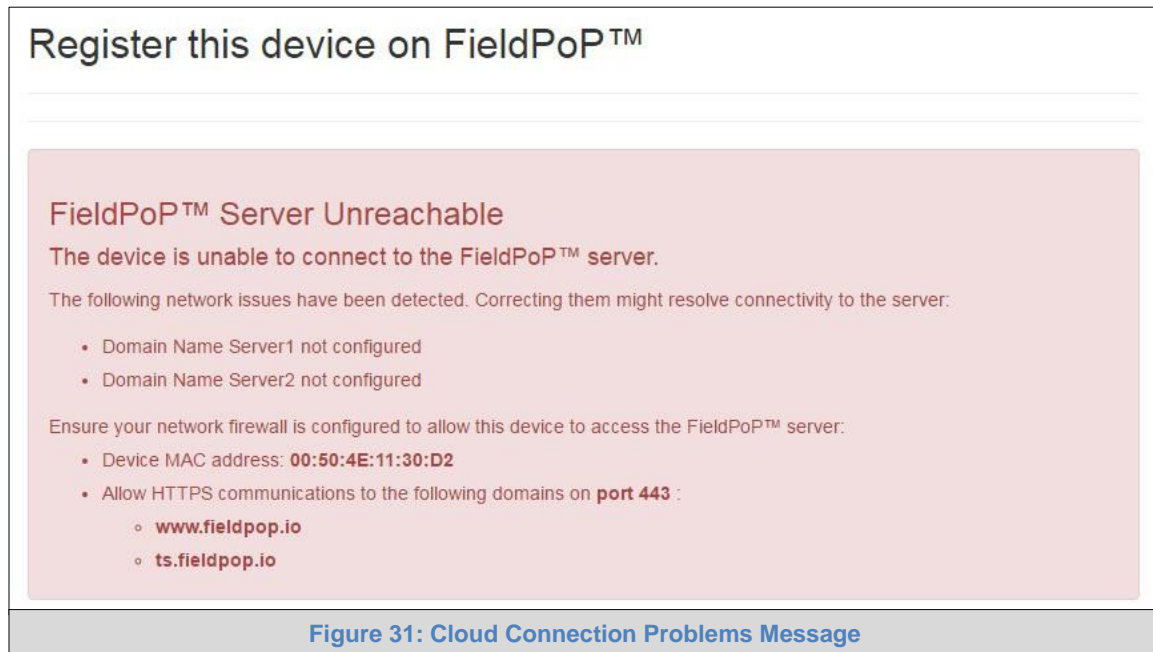 Register this device on FieldPoP™
FieldPoP™ Server Unreachable
The device is unable to connect to the FieldPoP™ server.
The following network issues have been detected. Correcting them might resolve connectivity to the server:
• Domain Name Server1 not configured
• Domain Name Server2 not configured
Ensure your network firewall is configured to allow this device to access the FieldPoP™ server:
• Device MAC address: 00:50:4E:11:30:D2
• Allow HTTPS communications to the following domains on port 443 :
◦ www.fieldpop.io
◦ ts.fieldpop.io
Figure 31: Cloud Connection Problems Message